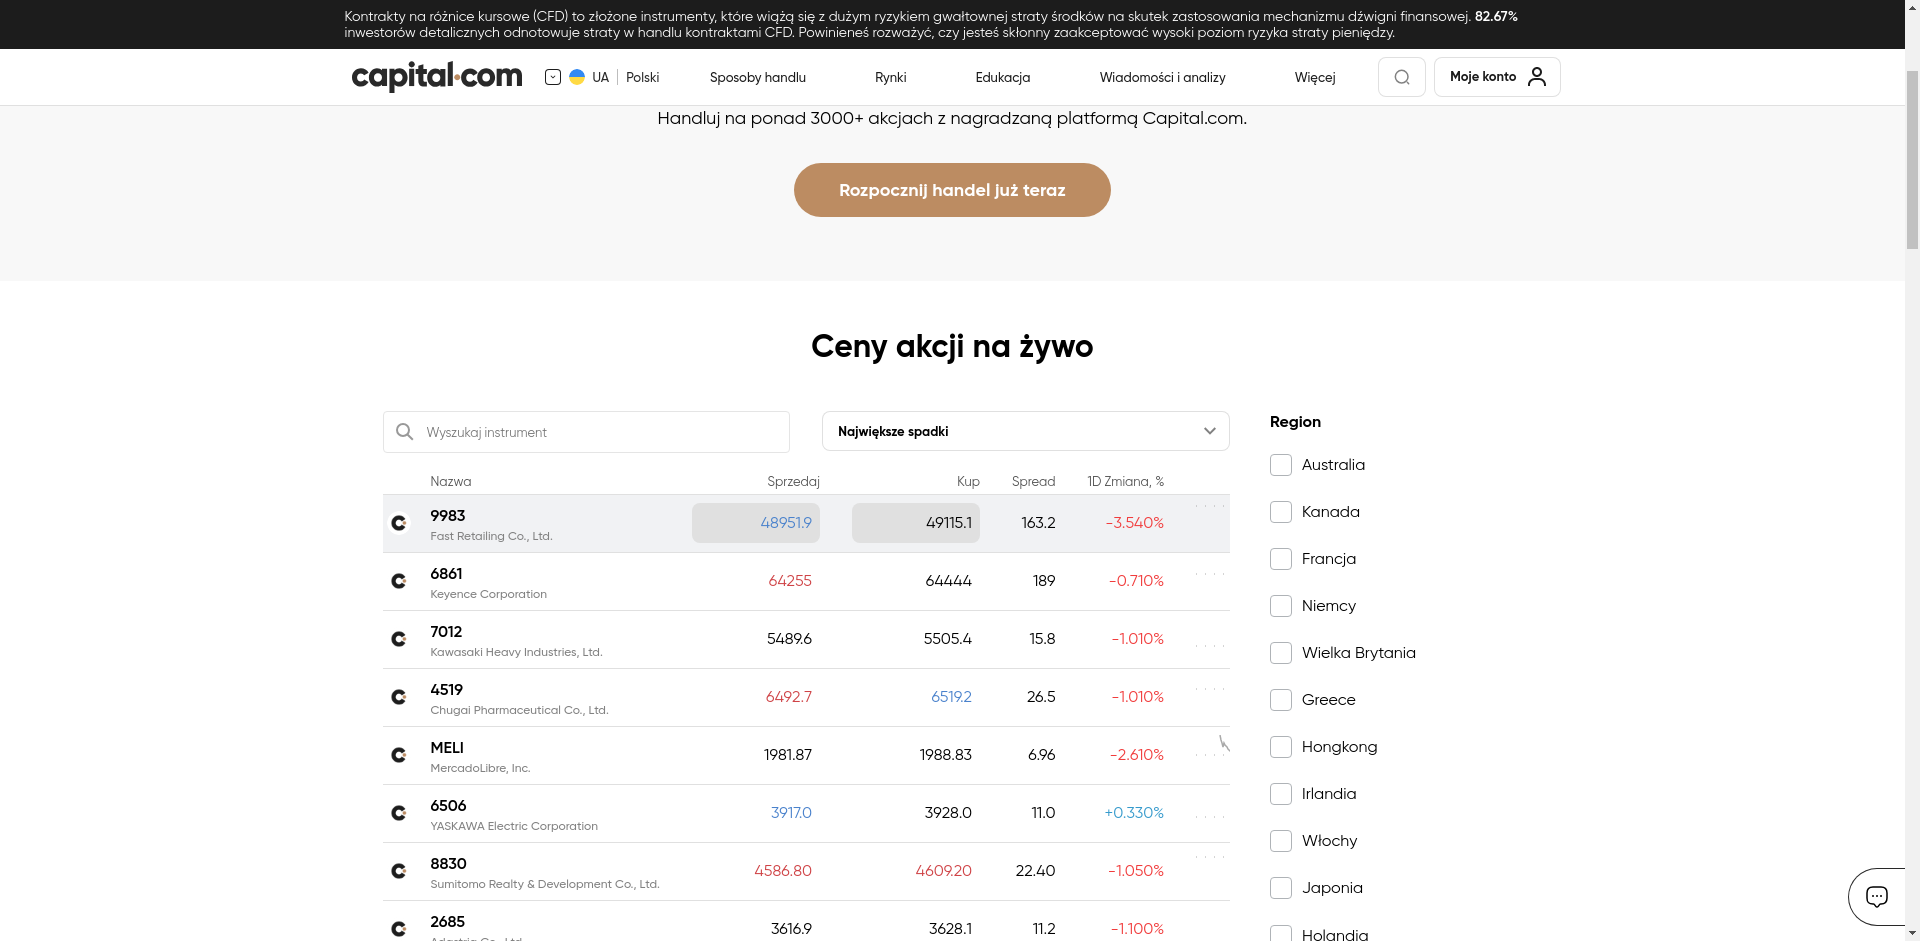 Kontrakty na różnice kursowe (CFD) to złożone instrumenty, które wiążą się z dużym ryzykiem gwałtownej straty środków na skutek zastosowania mechanizmu dźwigni finansowej. 82.67%
inwestorów detalicznych odnotowuje straty w handlu kontraktami CFD. Powinieneś rozważyć, czy jesteś skłonny zaakceptować wysoki poziom ryzyka straty pieniędzy.
capital.com UA Polski Sposoby handlu Rynki Edukacja Wiadomości i analizy Więcej Moje konto
Handluj na ponad 3000+ akcjach z nagradzaną platformą Capital.com.
Rozpocznij handel już teraz
Ceny akcji na żywo
Wyszukaj instrument Największe spadki
Nazwa Sprzedaj Kup Spread 1D Zmiana, %
9983 48951.9 49115.1 163.2 -3.540%
Fast Retailing Co., Ltd.
6861 64255 64444 189 -0.710%
Keyence Corporation
7012 5489.6 5505.4 15.8 -1.010%
Kawasaki Heavy Industries, Ltd.
4519 6492.7 6519.2 26.5 -1.010%
Chugai Pharmaceutical Co., Ltd.
MELI 1981.87 1988.83 6.96 -2.610%
MercadoLibre, Inc.
6506 3917.0 3928.0 11.0 +0.330%
YASKAWA Electric Corporation
8830 4586.80 4609.20 22.40 -1.050%
Sumitomo Realty & Development Co., Ltd.
2685 3616.9 3628.1 11.2 -1.100%
Region
Australia
Kanada
Francja
Niemcy
Wielka Brytania
Greece
Hongkong
Irlandia
Włochy
Japonia
Holandia